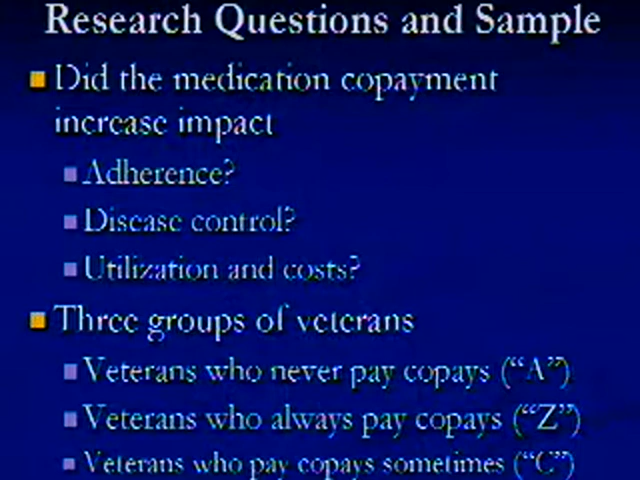 Research Questions and Sample
Did the medication copayment
increase impact
Adherence?
Disease control?
Utilization and costs?
Three groups of veterans
Veterans who never pay copays (“A”)
Veterans who always pay copays (“Z”)
Veterans who pay copays sometimes (“C”)